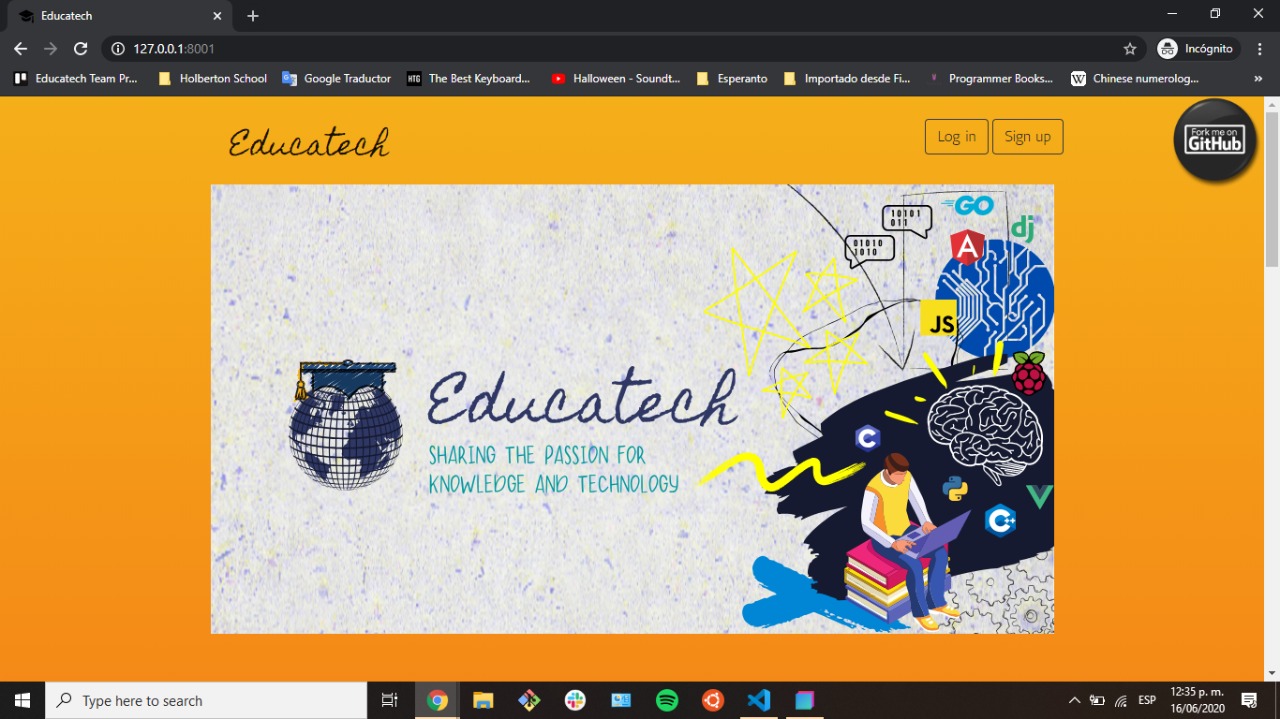 Educatech
127.0.0.1:8001
Incógnito
Educatech Team Pr...
Holberton School
Google Traductor
HTG
The Best Keyboard...
Halloween - Soundt...
Esperanto
Importado desde Fi...
Programmer Books...
W
Chinese numerolog...
»
Educatech
Log in
Sign up
Fork me on
GitHub
10101
011
GO
dj
01010
1010
A
JS
Educatech
SHARING THE PASSION FOR
KNOWLEDGE AND TECHNOLOGY
C
C++
Type here to search
ESP
12:35 p. m.
16/06/2020